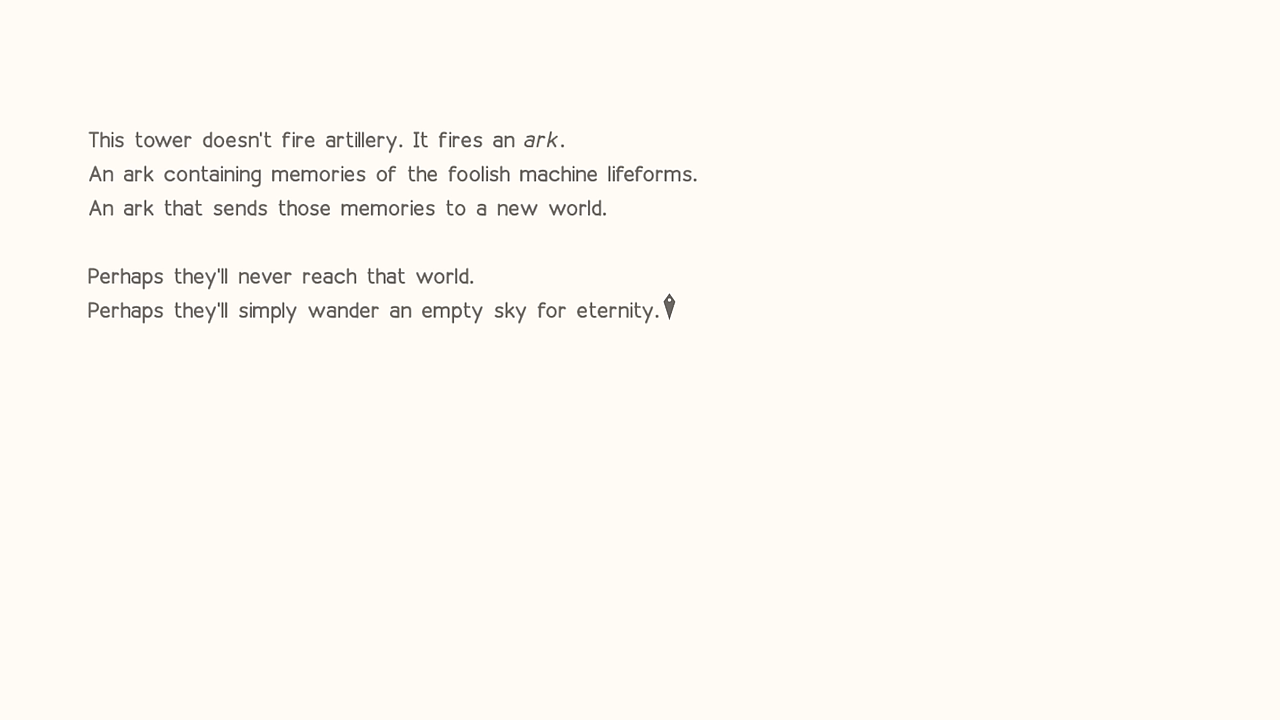 This tower doesn't fire artillery. It fires an ark.
An ark containing memories of the foolish machine lifeforms.
An ark that sends those memories to a new world.
Perhaps they'll never reach that world.
Perhaps they'll simply wander an empty sky for eternity.